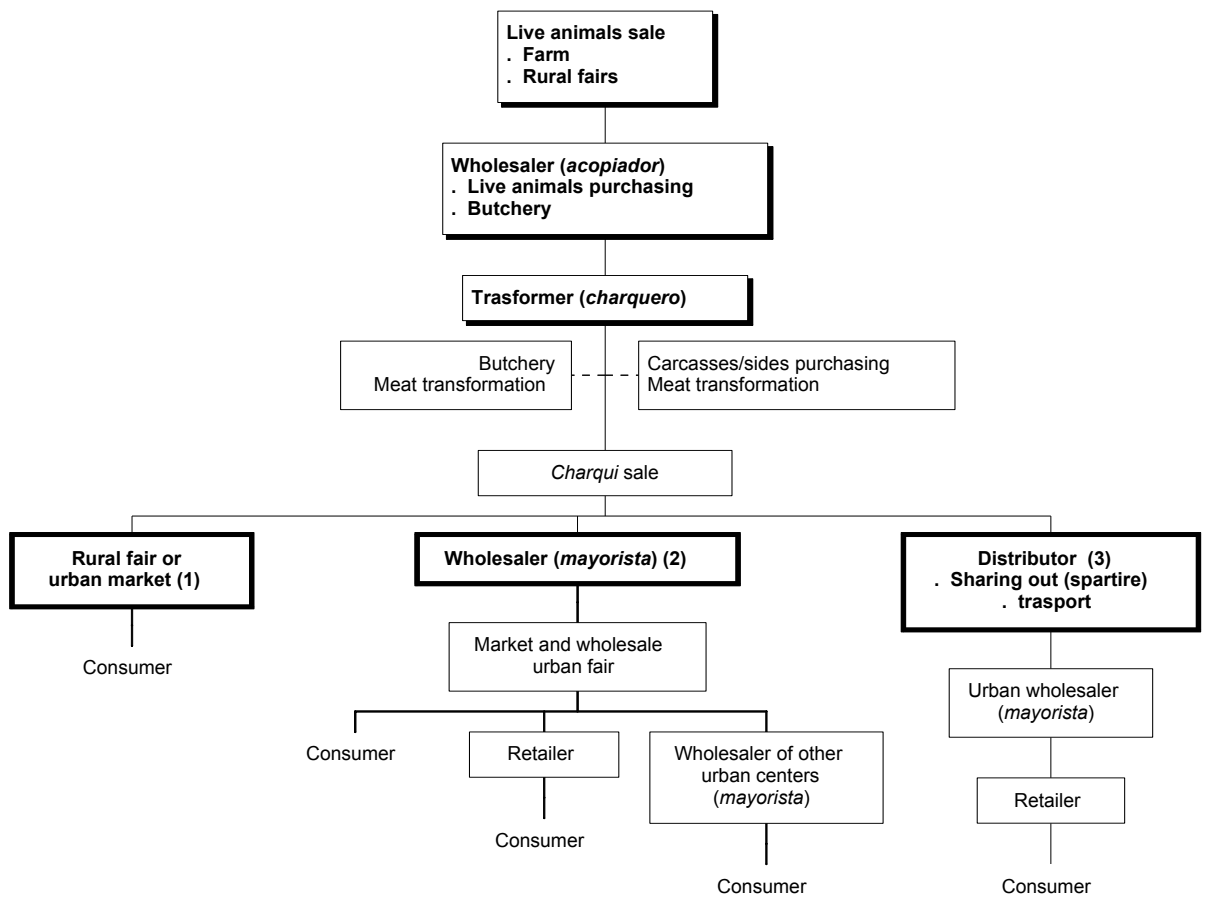 Live animals sale
. Farm
. Rural fairs
Wholesaler (acopiador)
. Live animals purchasing
. Butchery
Trasformer (charquero)
Butchery
Meat transformation
Carcasses/sides purchasing
Meat transformation
Charqui sale
Rural fair or
urban market (1)
Wholesaler (mayorista) (2)
Distributor (3)
. Sharing out (spartire)
. trasport
Consumer
Market and wholesale
urban fair
Urban wholesaler
(mayorista)
Consumer
Retailer
Wholesaler of other
urban centers
(mayorista)
Retailer
Consumer
Consumer
Consumer